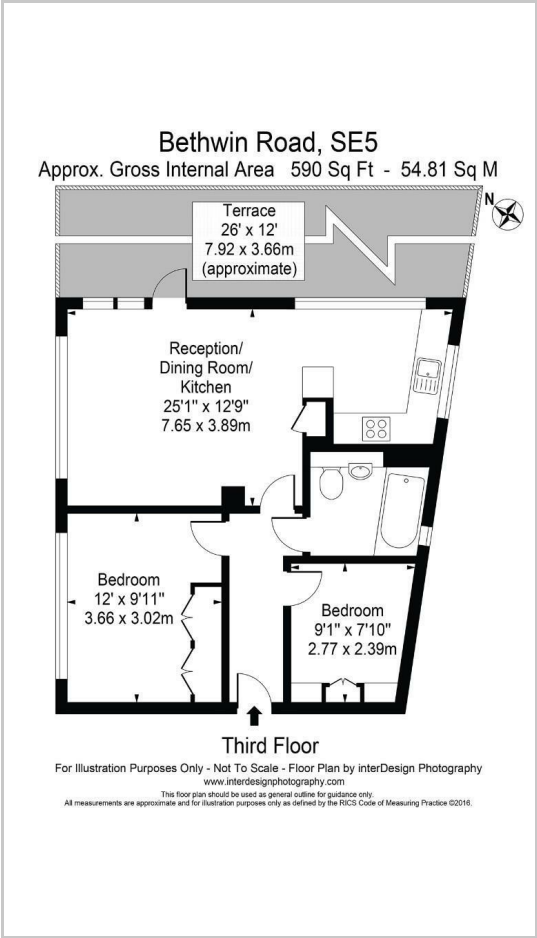 Bethwin Road, SE5
Approx. Gross Internal Area 590 Sq Ft - 54.81 Sq M
N
Terrace
26' x 12'
7.92 x 3.66m
(approximate)
Reception/
Dining Room/
Kitchen
25'1" x 12'9"
7.65 x 3.89m
Bedroom
12' x 9'11"
3.66 x 3.02m
Bedroom
9'1" x 7'10"
2.77 x 2.39m
Third Floor
For Illustration Purposes Only - Not To Scale - Floor Plan by interDesign Photography
www.interdesignphotography.com
This floor plan should be used as general outline for guidance only.
All measurements are approximate and for illustration purposes only as defined by the RICS Code of Measuring Practice ©2016.